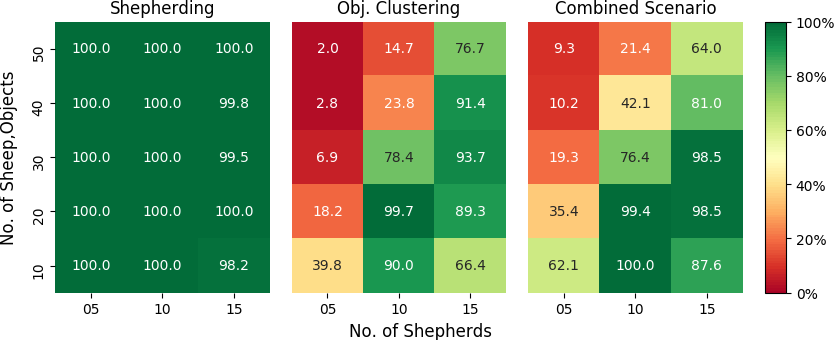 Shepherding Obj. Clustering Combined Scenario
No. of Sheep,Objects
50 100.0 100.0 100.0 2.0 14.7 76.7 9.3 21.4 64.0 100%
40 100.0 100.0 99.8 2.8 23.8 91.4 10.2 42.1 81.0 80%
30 100.0 100.0 99.5 6.9 78.4 93.7 19.3 76.4 98.5 60%
20 100.0 100.0 100.0 18.2 99.7 89.3 35.4 99.4 98.5 40%
10 100.0 100.0 98.2 39.8 90.0 66.4 62.1 100.0 87.6 20%
0%
05 10 15 05 10 15 05 10 15
No. of Shepherds